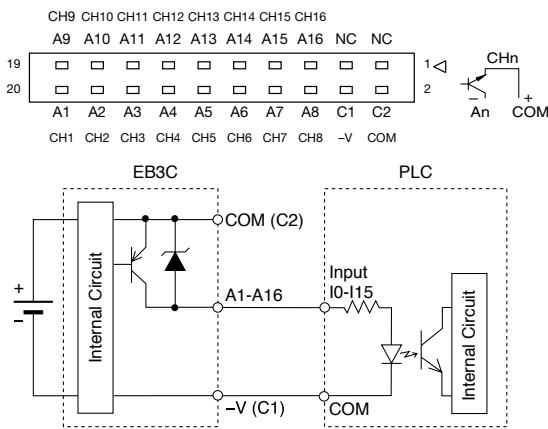 CH9 CH10 CH11 CH12 CH13 CH14 CH15 CH16
A9 A10 A11 A12 A13 A14 A15 A16 NC NC
19 1 CHn
20 2
A1 A2 A3 A4 A5 A6 A7 A8 C1 C2 − + An COM
CH1 CH2 CH3 CH4 CH5 CH6 CH7 CH8 −V COM
EB3C PLC
COM (C2)
Internal Circuit
+
−
A1-A16
Input
I0-I15
Internal Circuit
−V (C1)
COM